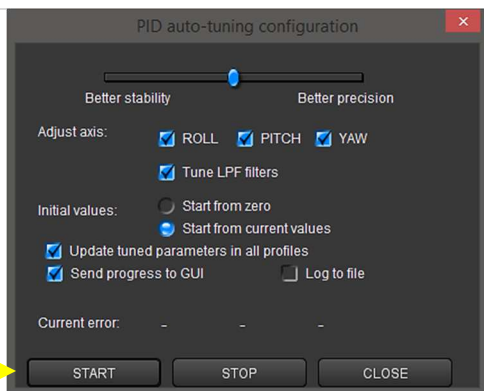 PID auto-tuning configuration
Better stability Better precision
Adjust axis: ROLL PITCH YAW
Tune LPF filters
Initial values: Start from zero
Start from current values
Update tuned parameters in all profiles
Send progress to GUI Log to file
Current error: - - -
START STOP CLOSE